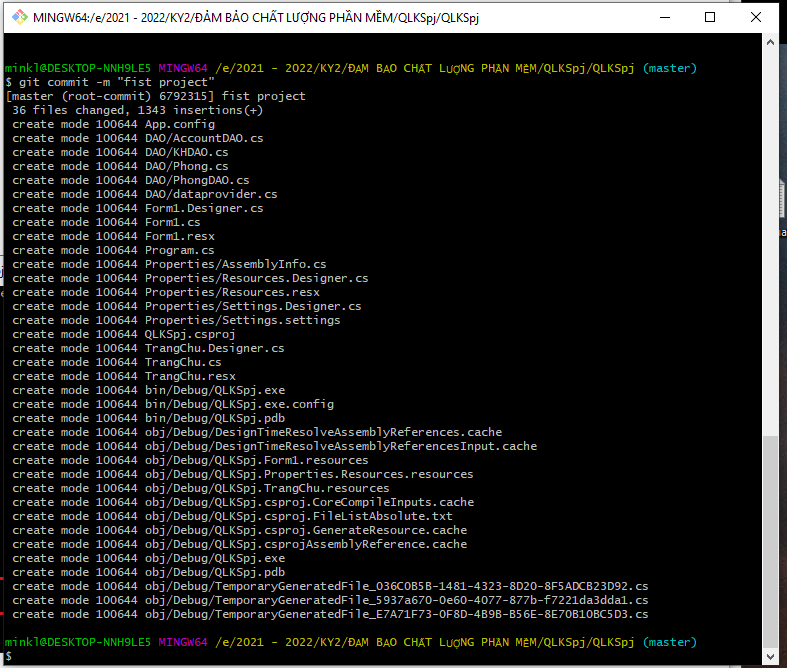 MINGW64:/e/2021 - 2022/KY2/ĐẢM BẢO CHẤT LƯỢNG PHẦN MỀM/QLKSpj/QLKSpj
minkl@DESKTOP-NNH9LE5 MINGW64 /e/2021 - 2022/KY2/ĐẢM BẢO CHẤT LƯỢNG PHẦN MỀM/QLKSpj/QLKSpj (master)
$ git commit -m "fist project"
[master (root-commit) 6792315] fist project
 36 files changed, 1343 insertions(+)
 create mode 100644 App.config
 create mode 100644 DAO/AccountDAO.cs
 create mode 100644 DAO/KHDAO.cs
 create mode 100644 DAO/Phong.cs
 create mode 100644 DAO/PhongDAO.cs
 create mode 100644 DAO/dataprovider.cs
 create mode 100644 Form1.Designer.cs
 create mode 100644 Form1.cs
 create mode 100644 Form1.resx
 create mode 100644 Program.cs
 create mode 100644 Properties/AssemblyInfo.cs
 create mode 100644 Properties/Resources.Designer.cs
 create mode 100644 Properties/Resources.resx
 create mode 100644 Properties/Settings.Designer.cs
 create mode 100644 Properties/Settings.settings
 create mode 100644 QLKSpj.csproj
 create mode 100644 TrangChu.Designer.cs
 create mode 100644 TrangChu.cs
 create mode 100644 TrangChu.resx
 create mode 100644 bin/Debug/QLKSpj.exe
 create mode 100644 bin/Debug/QLKSpj.exe.config
 create mode 100644 bin/Debug/QLKSpj.pdb
 create mode 100644 obj/Debug/DesignTimeResolveAssemblyReferences.cache
 create mode 100644 obj/Debug/DesignTimeResolveAssemblyReferencesInput.cache
 create mode 100644 obj/Debug/QLKSpj.Form1.resources
 create mode 100644 obj/Debug/QLKSpj.Properties.Resources.resources
 create mode 100644 obj/Debug/QLKSpj.TrangChu.resources
 create mode 100644 obj/Debug/QLKSpj.csproj.CoreCompileInputs.cache
 create mode 100644 obj/Debug/QLKSpj.csproj.FileListAbsolute.txt
 create mode 100644 obj/Debug/QLKSpj.csproj.GenerateResource.cache
 create mode 100644 obj/Debug/QLKSpj.csprojAssemblyReference.cache
 create mode 100644 obj/Debug/QLKSpj.exe
 create mode 100644 obj/Debug/QLKSpj.pdb
 create mode 100644 obj/Debug/TemporaryGeneratedFile_036C0B5B-1481-4323-8D20-8F5ADCB23D92.cs
 create mode 100644 obj/Debug/TemporaryGeneratedFile_5937a670-0e60-4077-877b-f7221da3dda1.cs
 create mode 100644 obj/Debug/TemporaryGeneratedFile_E7A71F73-0F8D-4B9B-B56E-8E70B10BC5D3.cs
minkl@DESKTOP-NNH9LE5 MINGW64 /e/2021 - 2022/KY2/ĐẢM BẢO CHẤT LƯỢNG PHẦN MỀM/QLKSpj/QLKSpj (master)
$